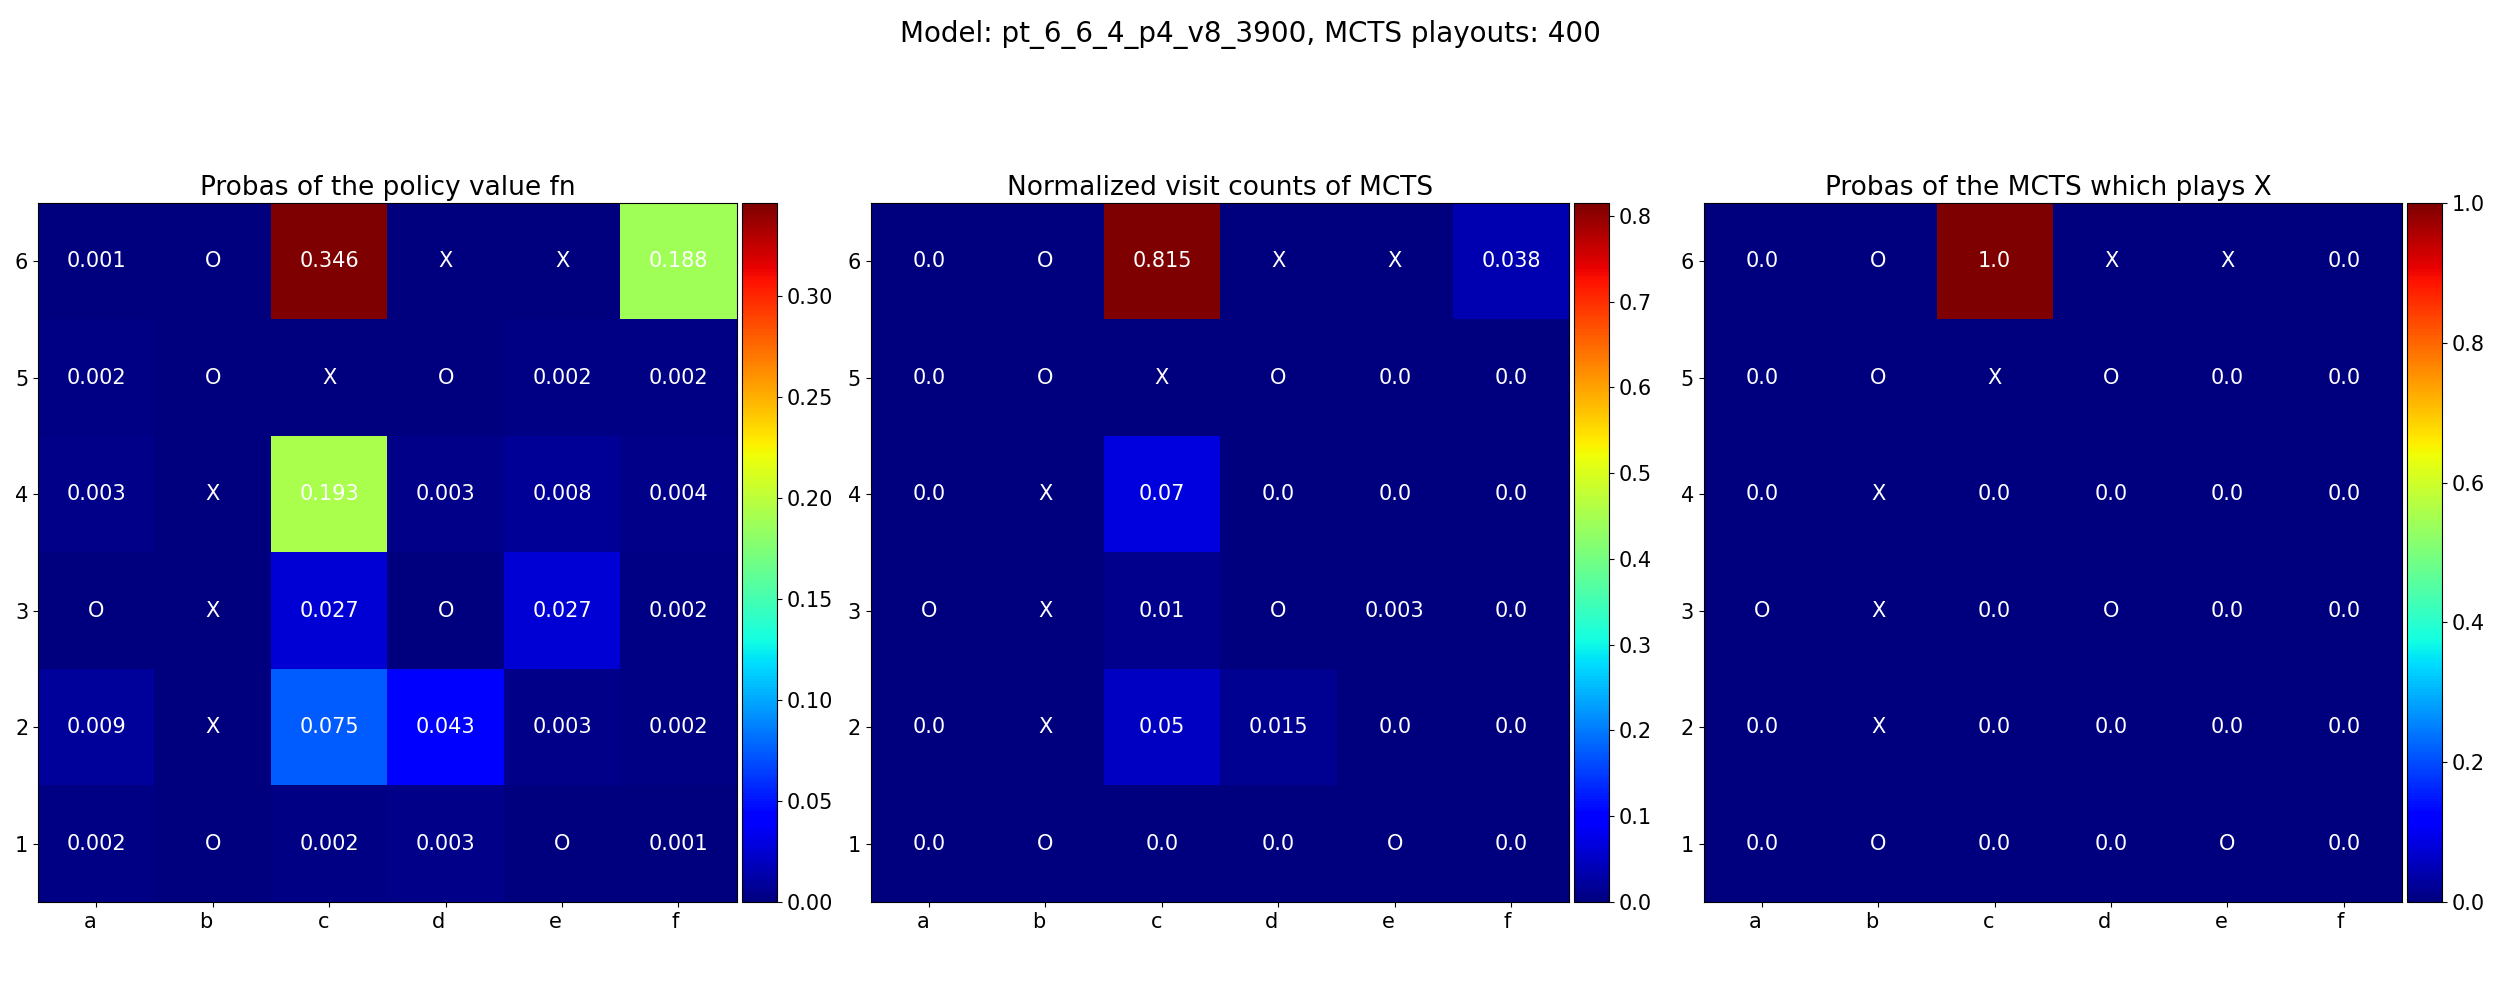 Model: pt_6_6_4_p4_v8_3900, MCTS playouts: 400
Probas of the policy value fn
6 0.001 O 0.346 X X 0.188
5 0.002 O X O 0.002 0.002
4 0.003 X 0.193 0.003 0.008 0.004
3 O X 0.027 O 0.027 0.002
2 0.009 X 0.075 0.043 0.003 0.002
1 0.002 O 0.002 0.003 O 0.001
a b c d e f
0.30
0.25
0.20
0.15
0.10
0.05
0.00
Normalized visit counts of MCTS
6 0.0 O 0.815 X X 0.038
5 0.0 O X O 0.0 0.0
4 0.0 X 0.07 0.0 0.0 0.0
3 O X 0.01 O 0.003 0.0
2 0.0 X 0.05 0.015 0.0 0.0
1 0.0 O 0.0 0.0 O 0.0
a b c d e f
0.8
0.7
0.6
0.5
0.4
0.3
0.2
0.1
0.0
Probas of the MCTS which plays X
6 0.0 O 1.0 X X 0.0
5 0.0 O X O 0.0 0.0
4 0.0 X 0.0 0.0 0.0 0.0
3 O X 0.0 O 0.0 0.0
2 0.0 X 0.0 0.0 0.0 0.0
1 0.0 O 0.0 0.0 O 0.0
a b c d e f
1.0
0.8
0.6
0.4
0.2
0.0